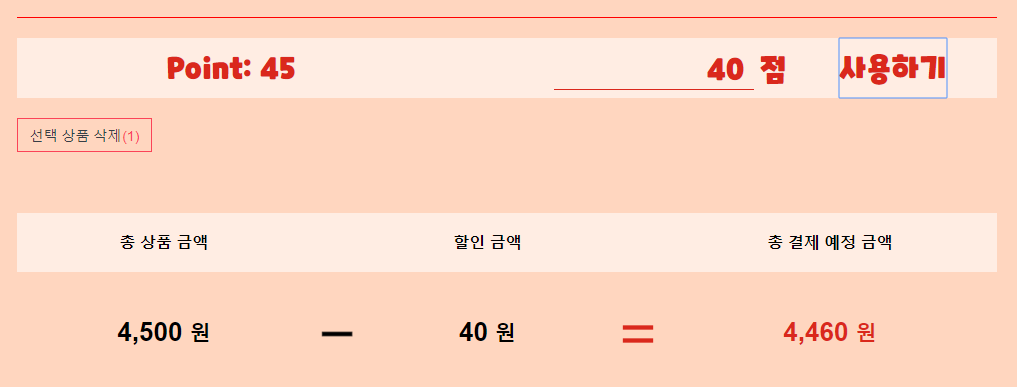 Point: 45 40 점 사용하기
선택 상품 삭제(1)
총 상품 금액 할인 금액 총 결제 예정 금액
4,500 원 − 40 원 = 4,460 원